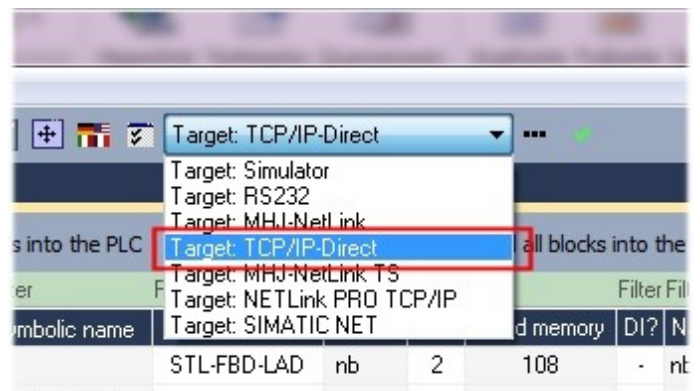 Target: TCP/IP-Direct
Target: Simulator
Target: RS232
Target: MHJ-NetLink
s into the PLC
Target: TCP/IP-Direct
all blocks into the
Target: MHJ-NetLink TS
er
F
Target: NETLink PRO TCP/IP
Filter Filt
mbolic name
Target: SIMATIC NET
d memory
DI?
N
STL-FBD-LAD
nb
2
108
-
nb